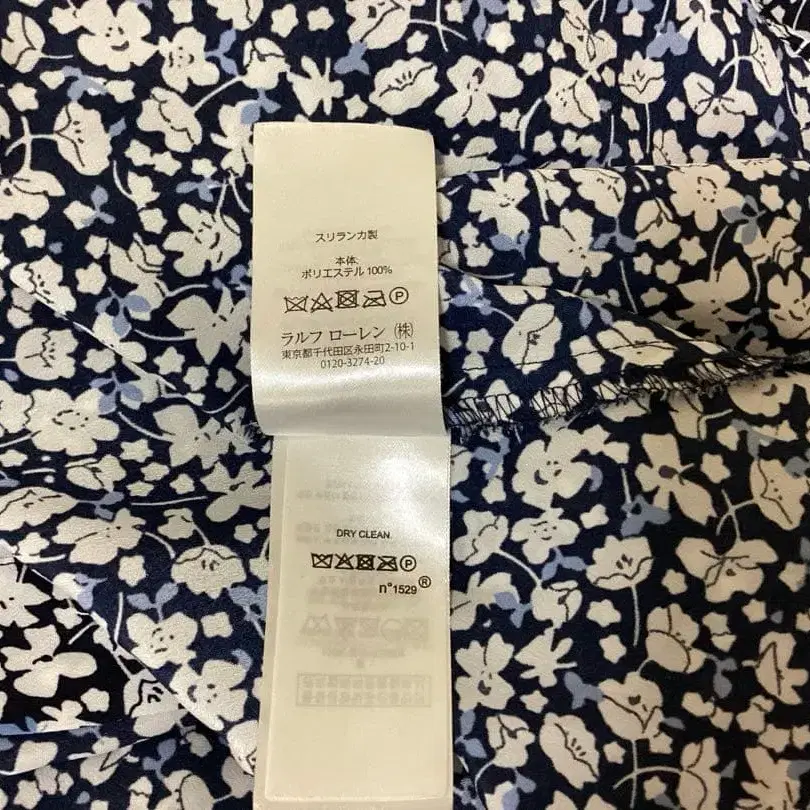 スリランカ製
本体:
ポリエステル 100%
P
ラルフ ローレン (株)
東京都千代田区永田町2-10-1
0120-3274-20
DRY CLEAN
P
n°1529®